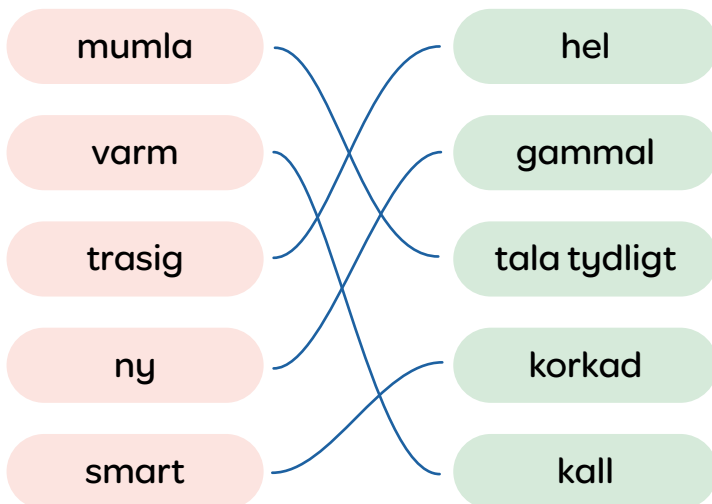 mumla
hel
varm
gammal
trasig
tala tydligt
ny
korkad
smart
kall